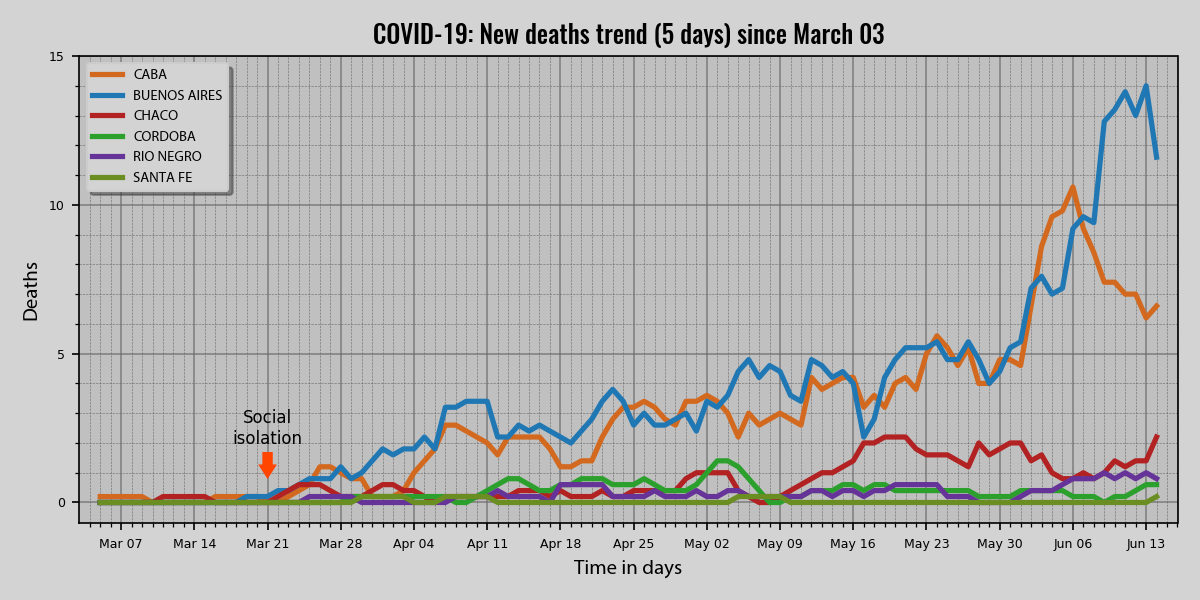 COVID-19: New deaths trend (5 days) since March 03
15
10
5
0
Deaths
CABA
BUENOS AIRES
CHACO
CORDOBA
RIO NEGRO
SANTA FE
Social
isolation
Mar 07 Mar 14 Mar 21 Mar 28 Apr 04 Apr 11 Apr 18 Apr 25 May 02 May 09 May 16 May 23 May 30 Jun 06 Jun 13
Time in days